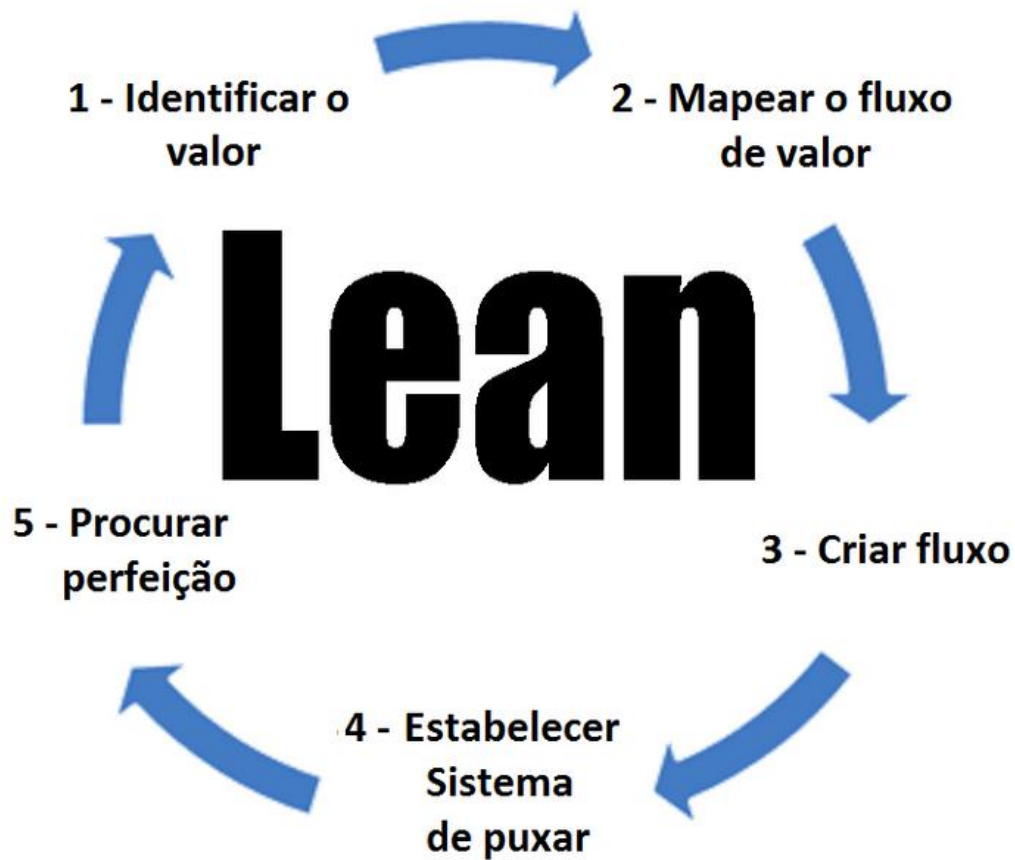 1 - Identificar o
valor
2 - Mapear o fluxo
de valor
Lean
3 - Criar fluxo
4 - Estabelecer
Sistema
de puxar
5 - Procurar
perfeição